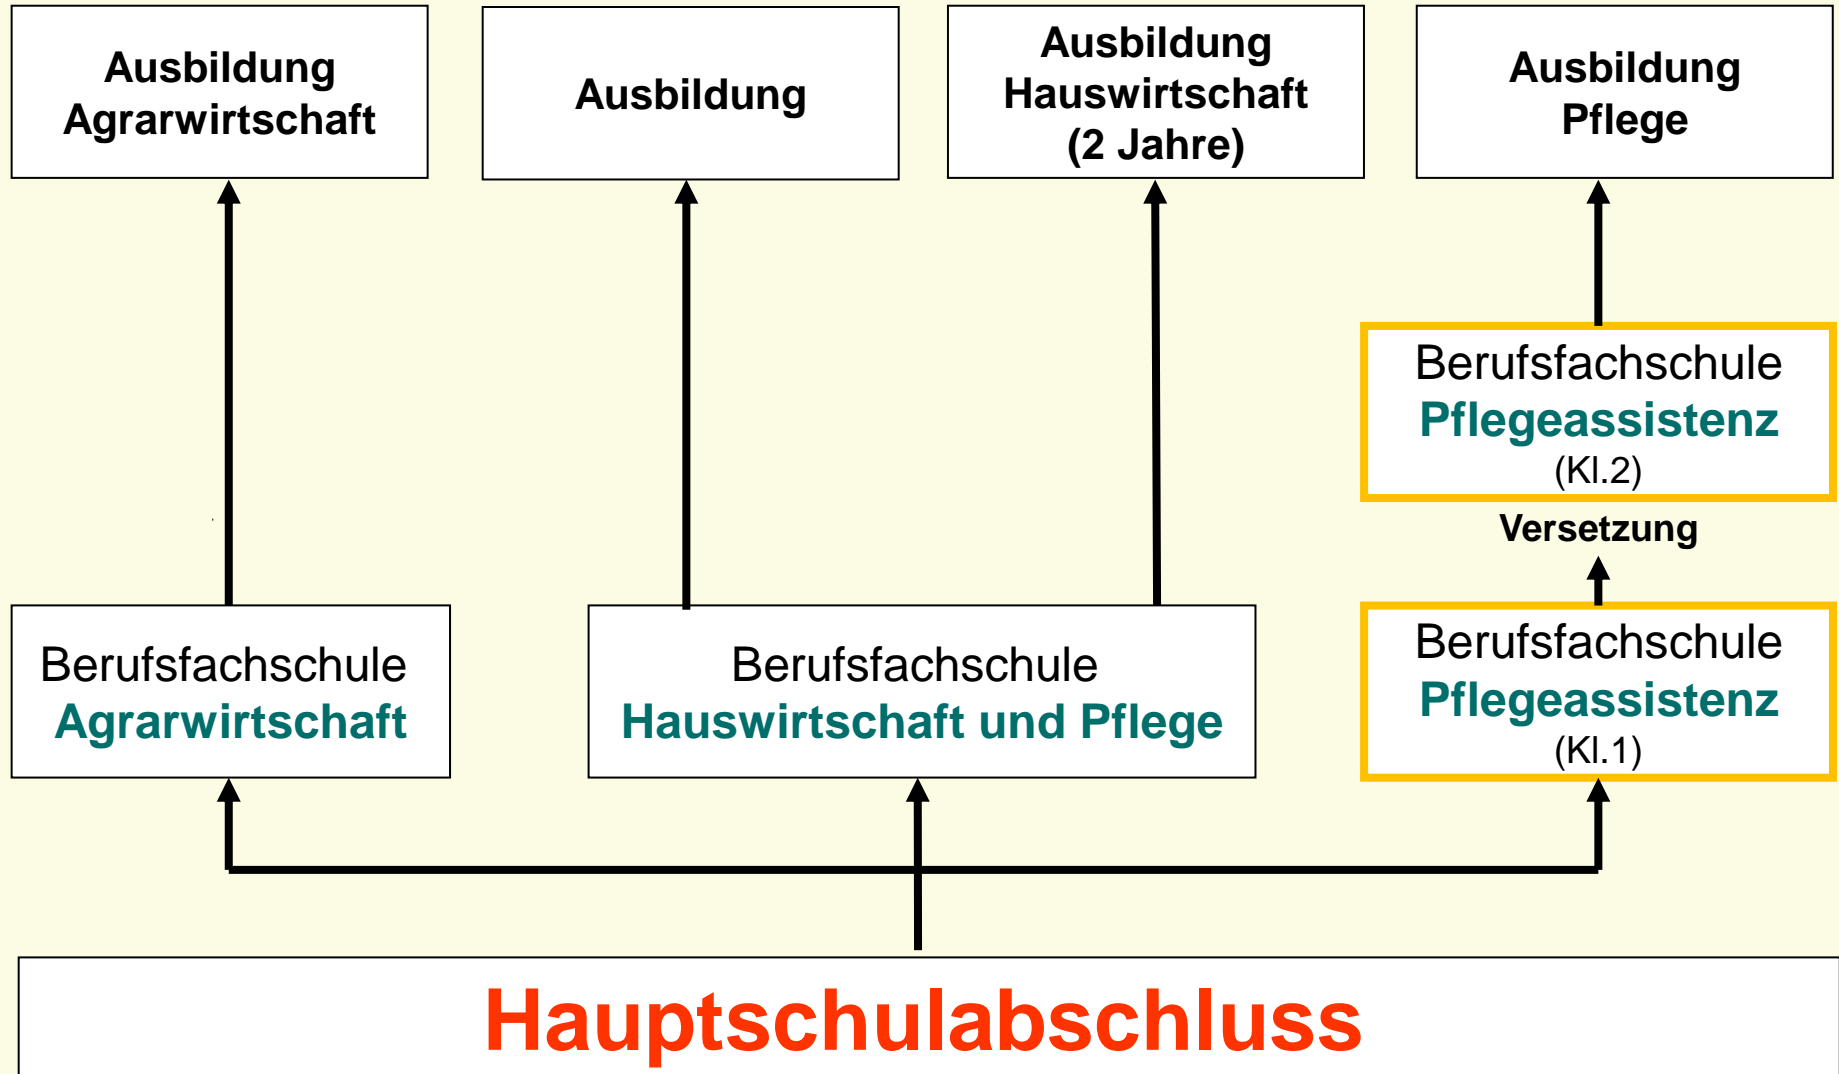 Ausbildung
Agrarwirtschaft
Ausbildung
Ausbildung
Hauswirtschaft
(2 Jahre)
Ausbildung
Pflege
Berufsfachschule
Pflegeassistenz
(Kl.2)
Versetzung
Berufsfachschule
Agrarwirtschaft
Berufsfachschule
Hauswirtschaft und Pflege
Berufsfachschule
Pflegeassistenz
(Kl.1)
Hauptschulabschluss